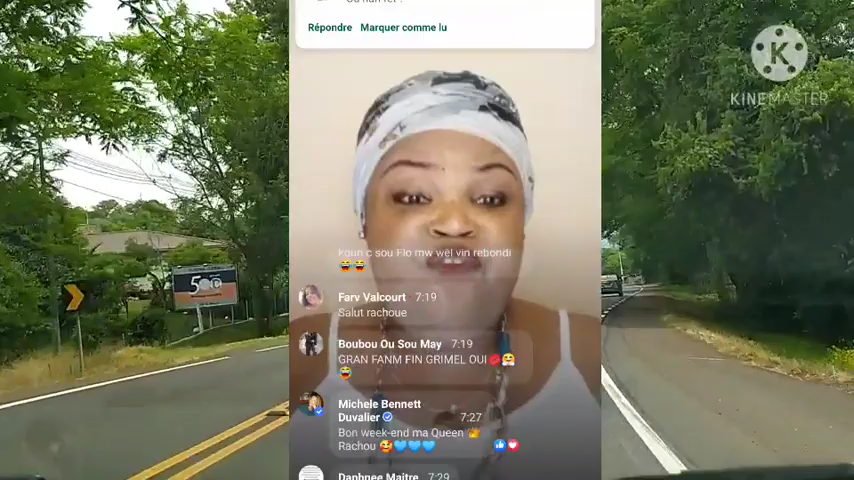 Répondre Marquer comme lu
KINEMASTER
koun c sou Flo mw wèl vin rebondi
Farv Valcourt 7:19
Salut rachoue
Boubou Ou Sou May 7:19
GRAN FANM FIN GRIMEL OUI💋🤗
😂
Michele Bennett
Duvalier 7:27
Bon week-end ma Queen 👑
Rachou 🥰💙💙💙
Daphnee Maitre 7:29
500